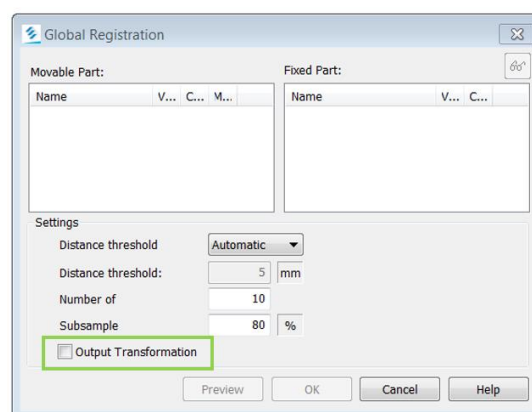 Global Registration
Movable Part:
Fixed Part:
Name V... C... M...
Name V... C...
Settings
Distance threshold Automatic
Distance threshold: 5 mm
Number of 10
Subsample 80 %
Output Transformation
Preview OK Cancel Help